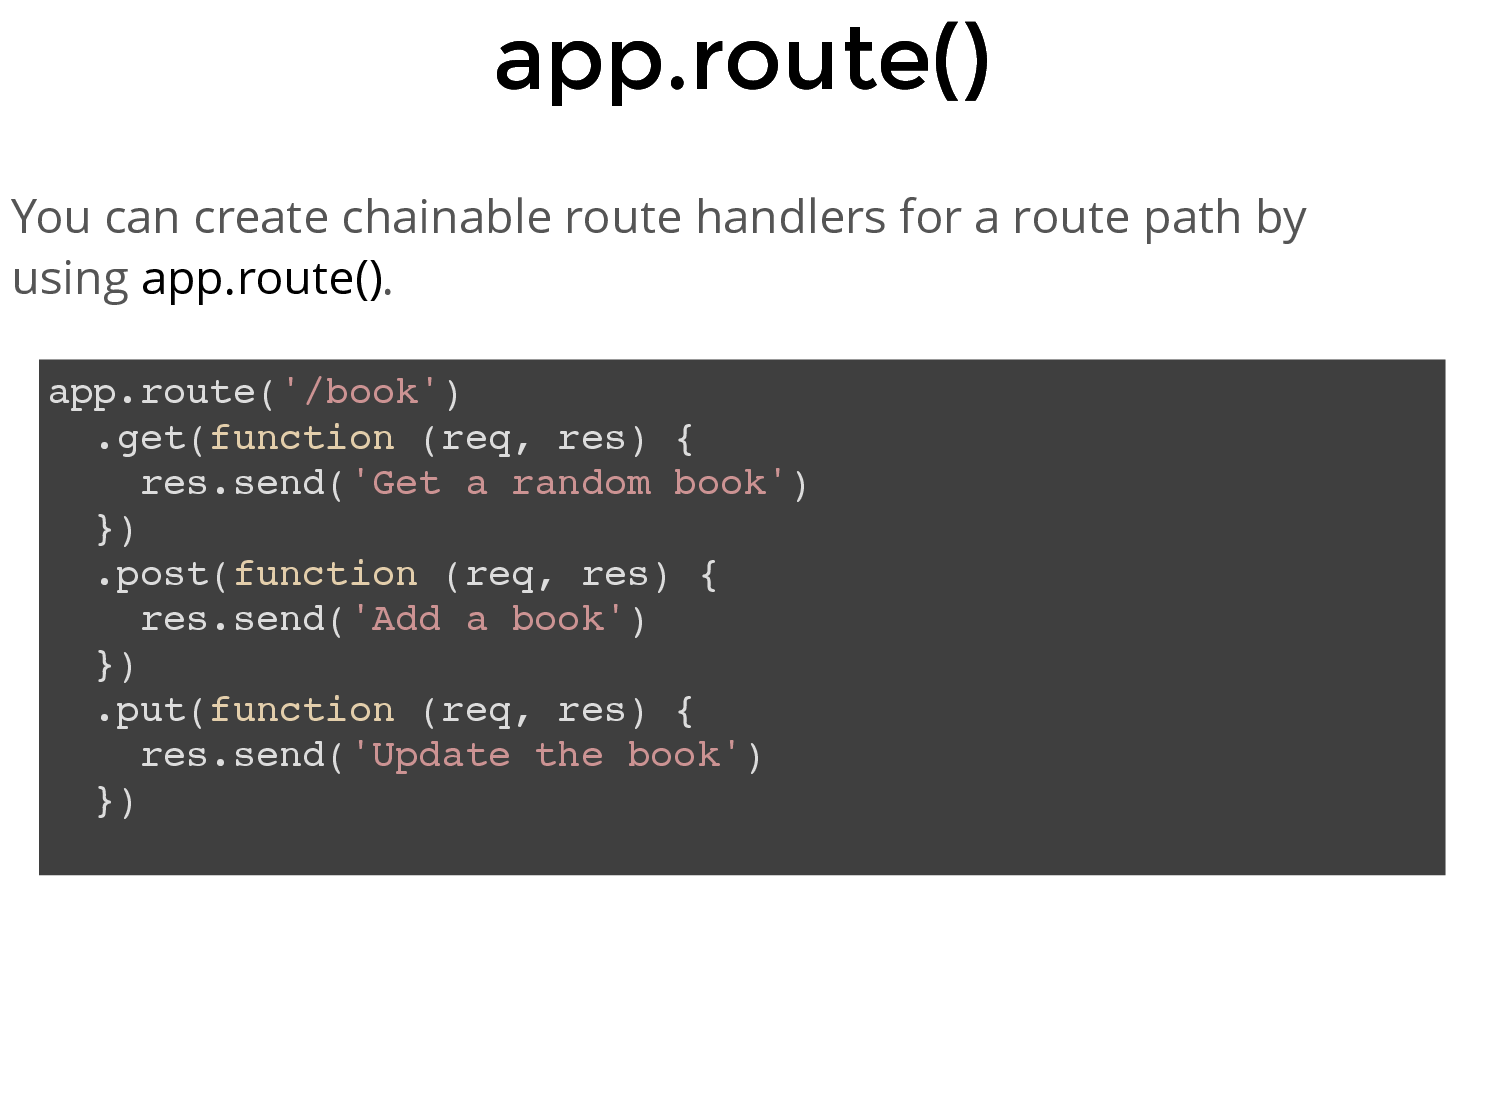 app.route()
You can create chainable route handlers for a route path by
using app.route().
app.route('/book')
  .get(function (req, res) {
    res.send('Get a random book')
  })
  .post(function (req, res) {
    res.send('Add a book')
  })
  .put(function (req, res) {
    res.send('Update the book')
  })